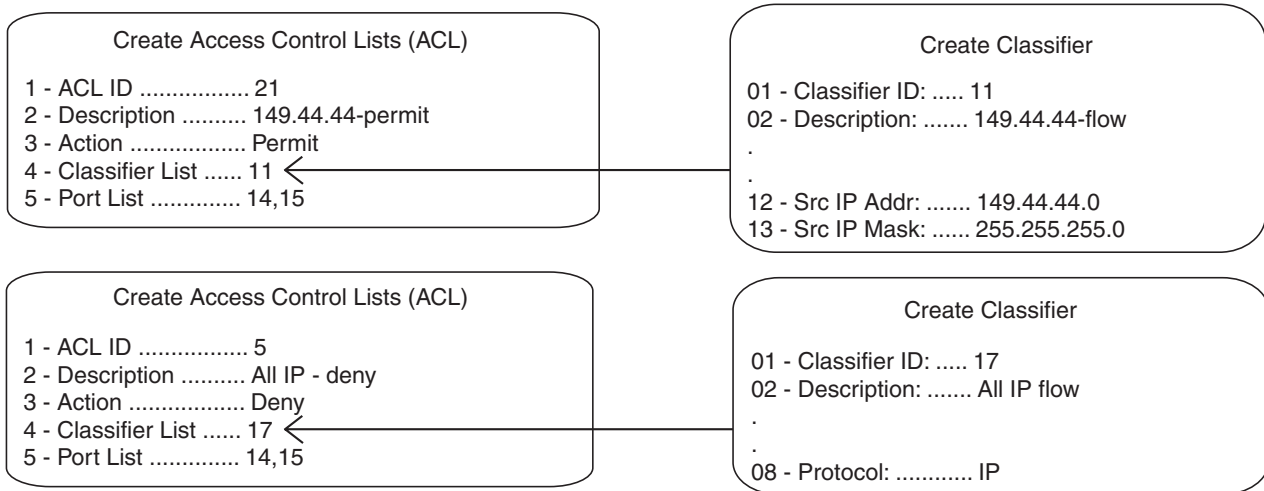 Create Access Control Lists (ACL)
1 - ACL ID ................. 21
2 - Description .......... 149.44.44-permit
3 - Action ................... Permit
4 - Classifier List ...... 11
5 - Port List .............. 14,15
Create Classifier
01 - Classifier ID: ..... 11
02 - Description: ....... 149.44.44-flow
.
.
12 - Src IP Addr: ....... 149.44.44.0
13 - Src IP Mask: ...... 255.255.255.0
Create Access Control Lists (ACL)
1 - ACL ID ................. 5
2 - Description .......... All IP - deny
3 - Action ................... Deny
4 - Classifier List ...... 17
5 - Port List .............. 14,15
Create Classifier
01 - Classifier ID: ..... 17
02 - Description: ....... All IP flow
.
.
08 - Protocol: ............ IP